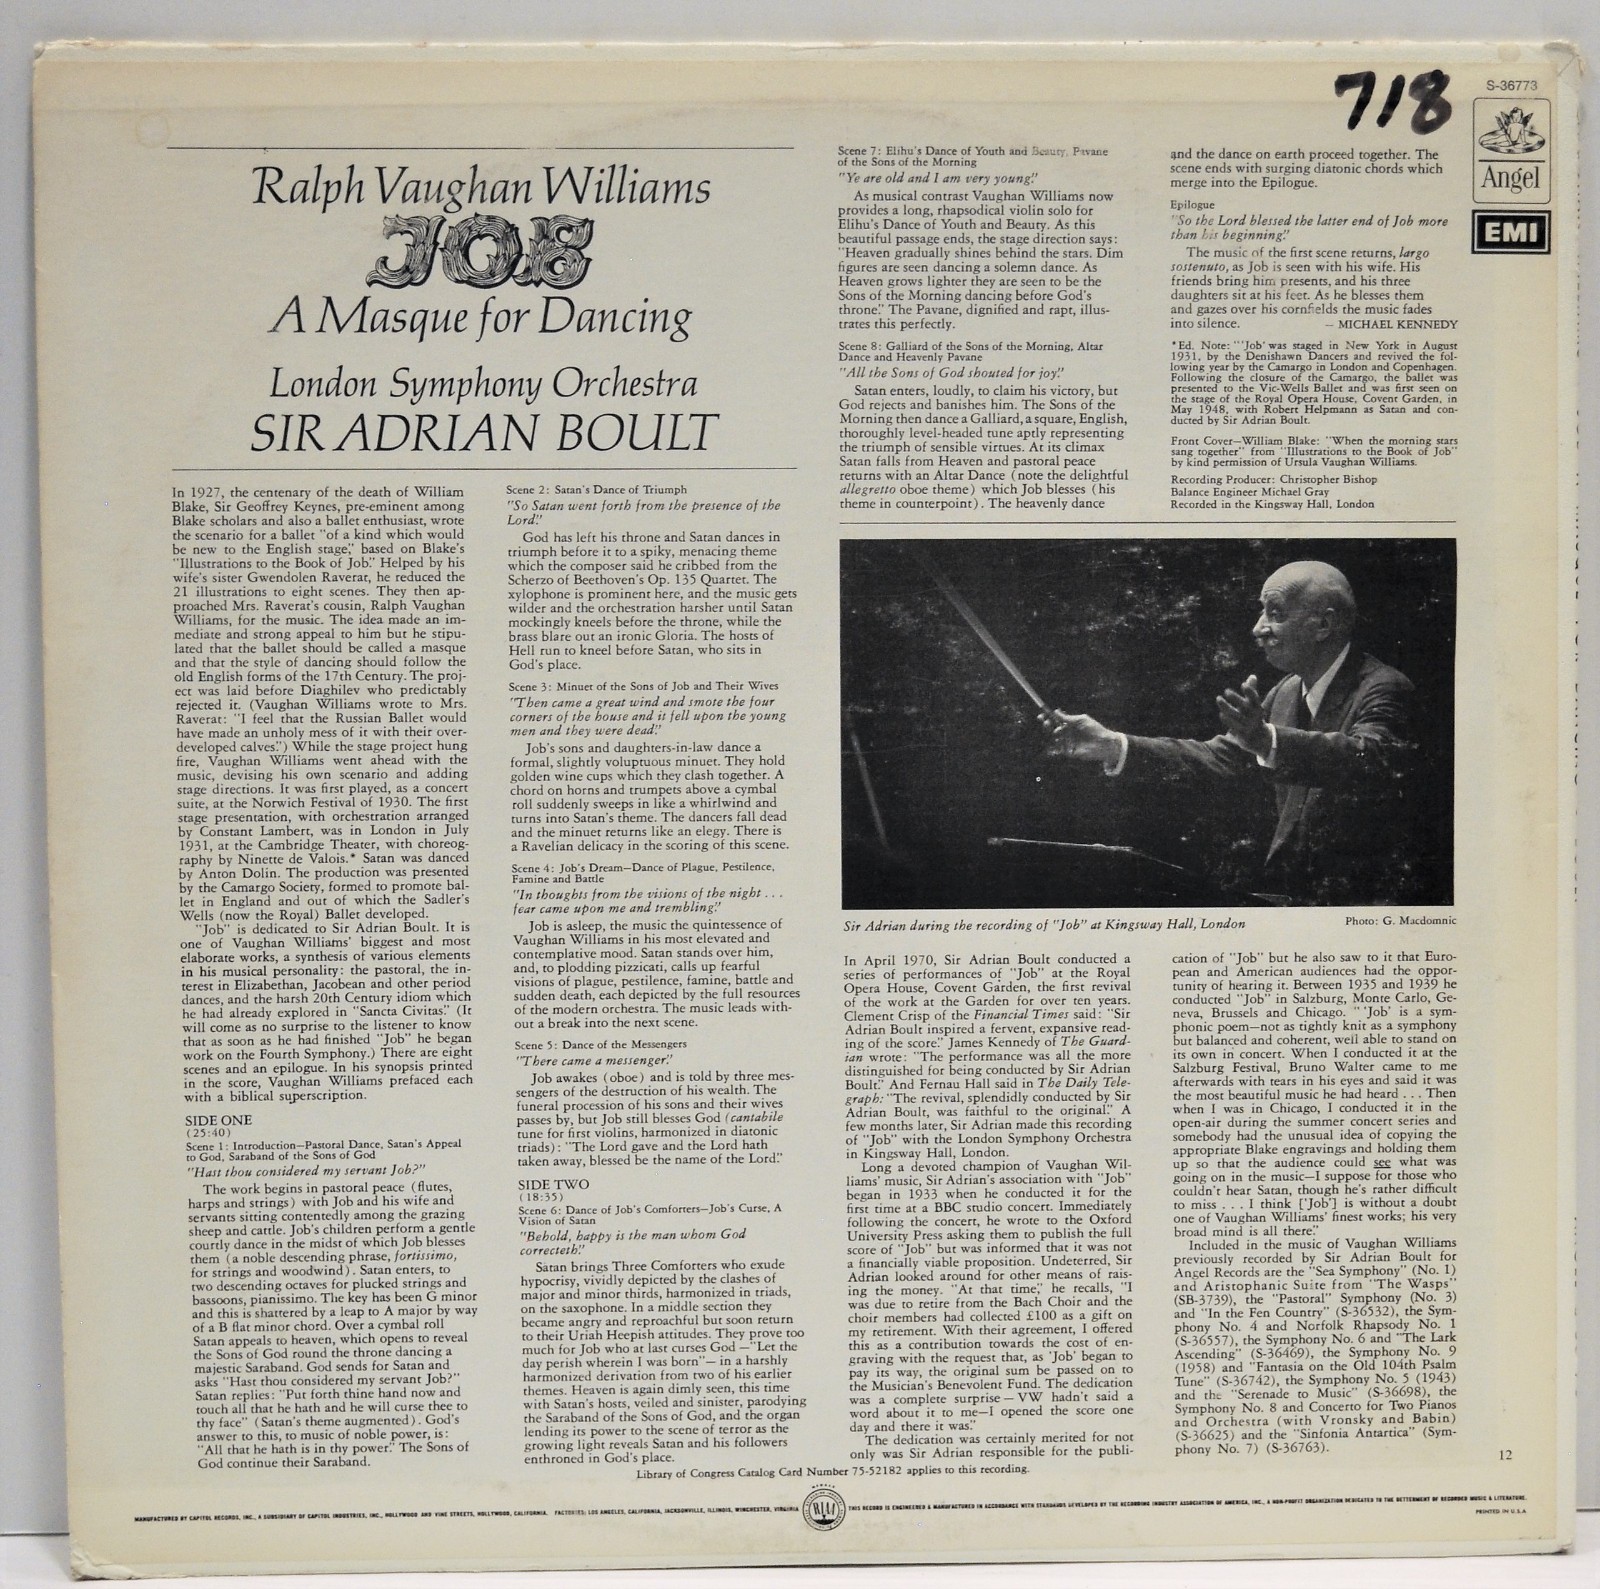 718
S-36773
Angel
EMI
Ralph Vaughan Williams
JOB
A Masque for Dancing
London Symphony Orchestra
SIR ADRIAN BOULT
In 1927, the centenary of the death of William
Blake, Sir Geoffrey Keynes, pre-eminent among
Blake scholars and also a ballet enthusiast, wrote
the scenario for a ballet "of a kind which would
be new to the English stage," based on Blake's
"Illustrations to the Book of Job." Helped by his
wife's sister Gwendolen Raverat, he reduced the
21 illustrations to eight scenes. They then ap-
proached Mrs. Raverat's cousin, Ralph Vaughan
Williams, for the music. The idea made an im-
mediate and strong appeal to him but he stipu-
lated that the ballet should be called a masque
and that the style of dancing should follow the
old English forms of the 17th Century. The proj-
ect was laid before Diaghilev who predictably
rejected it. (Vaughan Williams wrote to Mrs.
Raverat: "I feel that the Russian Ballet would
have made an unholy mess of it with their over-
developed calves.") While the stage project hung
fire, Vaughan Williams went ahead with the
music, devising his own scenario and adding
stage directions. It was first played, as a concert
suite, at the Norwich Festival of 1930. The first
stage presentation, with orchestration arranged
by Constant Lambert, was in London in July
1931, at the Cambridge Theater, with choreog-
raphy by Ninette de Valois.* Satan was danced
by Anton Dolin. The production was presented
by the Camargo Society, formed to promote bal-
let in England and out of which the Sadler's
Wells (now the Royal) Ballet developed.
"Job" is dedicated to Sir Adrian Boult. It is
one of Vaughan Williams' biggest and most
elaborate works, a synthesis of various elements
in his musical personality: the pastoral, the in-
terest in Elizabethan, Jacobean and other period
dances, and the harsh 20th Century idiom which
he had already explored in "Sancta Civitas." (It
will come as no surprise to the listener to know
that as soon as he had finished "Job" he began
work on the Fourth Symphony.) There are eight
scenes and an epilogue. In his synopsis printed
in the score, Vaughan Williams prefaced each
with a biblical superscription.
SIDE ONE
(25:40)
Scene 1: Introduction—Pastoral Dance, Satan's Appeal
to God, Saraband of the Sons of God
"Hast thou considered my servant Job?"
The work begins in pastoral peace (flutes,
harps and strings) with Job and his wife and
servants sitting contentedly among the grazing
sheep and cattle. Job's children perform a gentle
courtly dance in the midst of which Job blesses
them (a noble descending phrase, fortissimo,
for strings and woodwind). Satan enters, to
two descending octaves for plucked strings and
bassoons, pianissimo. The key has been G minor
and this is shattered by a leap to A major by way
of a B flat minor chord. Over a cymbal roll
Satan appeals to heaven, which opens to reveal
the Sons of God round the throne dancing a
majestic Saraband. God sends for Satan and
asks "Hast thou considered my servant Job?"
Satan replies: "Put forth thine hand now and
touch all that he hath and he will curse thee to
thy face" (Satan's theme augmented). God's
answer to this, to music of noble power, is:
"All that he hath is in thy power." The Sons of
God continue their Saraband.
Scene 2: Satan's Dance of Triumph
"So Satan went forth from the presence of the
Lord."
God has left his throne and Satan dances in
triumph before it to a spiky, menacing theme
which the composer said he cribbed from the
Scherzo of Beethoven's Op. 135 Quartet. The
xylophone is prominent here, and the music gets
wilder and the orchestration harsher until Satan
mockingly kneels before the throne, while the
brass blare out an ironic Gloria. The hosts of
Hell run to kneel before Satan, who sits in
God's place.
Scene 3: Minuet of the Sons of Job and Their Wives
"Then came a great wind and smote the four
corners of the house and it fell upon the young
men and they were dead."
Job's sons and daughters-in-law dance a
formal, slightly voluptuous minuet. They hold
golden wine cups which they clash together. A
chord on horns and trumpets above a cymbal
roll suddenly sweeps in like a whirlwind and
turns into Satan's theme. The dancers fall dead
and the minuet returns like an elegy. There is
a Ravelian delicacy in the scoring of this scene.
Scene 4: Job's Dream—Dance of Plague, Pestilence,
Famine and Battle
"In thoughts from the visions of the night . . .
fear came upon me and trembling."
Job is asleep, the music the quintessence of
Vaughan Williams in his most elevated and
contemplative mood. Satan stands over him,
and, to plodding pizzicati, calls up fearful
visions of plague, pestilence, famine, battle and
sudden death, each depicted by the full resources
of the modern orchestra. The music leads with-
out a break into the next scene.
Scene 5: Dance of the Messengers
"There came a messenger."
Job awakes (oboe) and is told by three mes-
sengers of the destruction of his wealth. The
funeral procession of his sons and their wives
passes by, but Job still blesses God (cantabile
tune for first violins, harmonized in diatonic
triads): "The Lord gave and the Lord hath
taken away, blessed be the name of the Lord."
SIDE TWO
(18:35)
Scene 6: Dance of Job's Comforters—Job's Curse, A
Vision of Satan
"Behold, happy is the man whom God
correcteth."
Satan brings Three Comforters who exude
hypocrisy, vividly depicted by the clashes of
major and minor thirds, harmonized in triads,
on the saxophone. In a middle section they
became angry and reproachful but soon return
to their Uriah Heepish attitudes. They prove too
much for Job who at last curses God—"Let the
day perish wherein I was born"—in a harshly
harmonized derivation from two of his earlier
themes. Heaven is again dimly seen, this time
with Satan's hosts, veiled and sinister, parodying
the Saraband of the Sons of God, and the organ
lending its power to the scene of terror as the
growing light reveals Satan and his followers
enthroned in God's place.
Scene 7: Elihu's Dance of Youth and Beauty, Pavane
of the Sons of the Morning
"Ye are old and I am very young."
As musical contrast Vaughan Williams now
provides a long, rhapsodical violin solo for
Elihu's Dance of Youth and Beauty. As this
beautiful passage ends, the stage direction says:
"Heaven gradually shines behind the stars. Dim
figures are seen dancing a solemn dance. As
Heaven grows lighter they are seen to be the
Sons of the Morning dancing before God's
throne." The Pavane, dignified and rapt, illus-
trates this perfectly.
Scene 8: Galliard of the Sons of the Morning, Altar
Dance and Heavenly Pavane
"All the Sons of God shouted for joy."
Satan enters, loudly, to claim his victory, but
God rejects and banishes him. The Sons of the
Morning then dance a Galliard, a square, English,
thoroughly level-headed tune aptly representing
the triumph of sensible virtues. At its climax
Satan falls from Heaven and pastoral peace
returns with an Altar Dance (note the delightful
allegretto oboe theme) which Job blesses (his
theme in counterpoint). The heavenly dance
and the dance on earth proceed together. The
scene ends with surging diatonic chords which
merge into the Epilogue.
Epilogue
"So the Lord blessed the latter end of Job more
than his beginning."
The music of the first scene returns, largo
sostenuto, as Job is seen with his wife. His
friends bring him presents, and his three
daughters sit at his feet. As he blesses them
and gazes over his cornfields the music fades
into silence. — MICHAEL KENNEDY
*Ed. Note: "'Job' was staged in New York in August
1931, by the Denishawn Dancers and revived the fol-
lowing year by the Camargo in London and Copenhagen.
Following the closure of the Camargo, the ballet was
presented to the Vic-Wells Ballet and was first seen on
the stage of the Royal Opera House, Covent Garden, in
May 1948, with Robert Helpmann as Satan and con-
ducted by Sir Adrian Boult.
Front Cover—William Blake: "When the morning stars
sang together" from "Illustrations to the Book of Job"
by kind permission of Ursula Vaughan Williams.
Recording Producer: Christopher Bishop
Balance Engineer Michael Gray
Recorded in the Kingsway Hall, London
Sir Adrian during the recording of "Job" at Kingsway Hall, London
Photo: G. Macdomnic
In April 1970, Sir Adrian Boult conducted a
series of performances of "Job" at the Royal
Opera House, Covent Garden, the first revival
of the work at the Garden for over ten years.
Clement Crisp of the Financial Times said: "Sir
Adrian Boult inspired a fervent, expansive read-
ing of the score." James Kennedy of The Guard-
ian wrote: "The performance was all the more
distinguished for being conducted by Sir Adrian
Boult." And Fernau Hall said in The Daily Tele-
graph: "The revival, splendidly conducted by Sir
Adrian Boult, was faithful to the original." A
few months later, Sir Adrian made this recording
of "Job" with the London Symphony Orchestra
in Kingsway Hall, London.
Long a devoted champion of Vaughan Wil-
liams' music, Sir Adrian's association with "Job"
began in 1933 when he conducted it for the
first time at a BBC studio concert. Immediately
following the concert, he wrote to the Oxford
University Press asking them to publish the full
score of "Job" but was informed that it was not
a financially viable proposition. Undeterred, Sir
Adrian looked around for other means of rais-
ing the money. "At that time," he recalls, "I
was due to retire from the Bach Choir and the
choir members had collected £100 as a gift on
my retirement. With their agreement, I offered
this as a contribution towards the cost of en-
graving with the request that, as 'Job' began to
pay its way, the original sum be passed on to
the Musician's Benevolent Fund. The dedication
was a complete surprise—VW hadn't said a
word about it to me—I opened the score one
day and there it was."
The dedication was certainly merited for not
only was Sir Adrian responsible for the publi-
cation of "Job" but he also saw to it that Euro-
pean and American audiences had the oppor-
tunity of hearing it. Between 1935 and 1939 he
conducted "Job" in Salzburg, Monte Carlo, Ge-
neva, Brussels and Chicago. "'Job' is a sym-
phonic poem—not as tightly knit as a symphony
but balanced and coherent, well able to stand on
its own in concert. When I conducted it at the
Salzburg Festival, Bruno Walter came to me
afterwards with tears in his eyes and said it was
the most beautiful music he had heard . . . Then
when I was in Chicago, I conducted it in the
open-air during the summer concert series and
somebody had the unusual idea of copying the
appropriate Blake engravings and holding them
up so that the audience could see what was
going on in the music—I suppose for those who
couldn't hear Satan, though he's rather difficult
to miss . . . I think ['Job'] is without a doubt
one of Vaughan Williams' finest works; his very
broad mind is all there."
Included in the music of Vaughan Williams
previously recorded by Sir Adrian Boult for
Angel Records are the "Sea Symphony" (No. 1)
and Aristophanic Suite from "The Wasps"
(SB-3739), the "Pastoral" Symphony (No. 3)
and "In the Fen Country" (S-36532), the Sym-
phony No. 4 and Norfolk Rhapsody No. 1
(S-36557), the Symphony No. 6 and "The Lark
Ascending" (S-36469), the Symphony No. 9
(1958) and "Fantasia on the Old 104th Psalm
Tune" (S-36742), the Symphony No. 5 (1943)
and the "Serenade to Music" (S-36698), the
Symphony No. 8 and Concerto for Two Pianos
and Orchestra (with Vronsky and Babin)
(S-36625) and the "Sinfonia Antartica" (Sym-
phony No. 7) (S-36763).
12
Library of Congress Catalog Card Number 75-52182 applies to this recording.
MANUFACTURED BY CAPITOL RECORDS, INC., A SUBSIDIARY OF CAPITOL INDUSTRIES, INC., HOLLYWOOD AND VINE STREETS, HOLLYWOOD, CALIFORNIA. FACTORIES: LOS ANGELES, CALIFORNIA, JACKSONVILLE, ILLINOIS, WINCHESTER, VIRGINIA
RIAA
THIS RECORD IS ENGINEERED & MANUFACTURED IN ACCORDANCE WITH STANDARDS DEVELOPED BY THE RECORDING INDUSTRY ASSOCIATION OF AMERICA, INC., A NON-PROFIT ORGANIZATION DEDICATED TO THE BETTERMENT OF RECORDED MUSIC & LITERATURE.
PRINTED IN U.S.A.